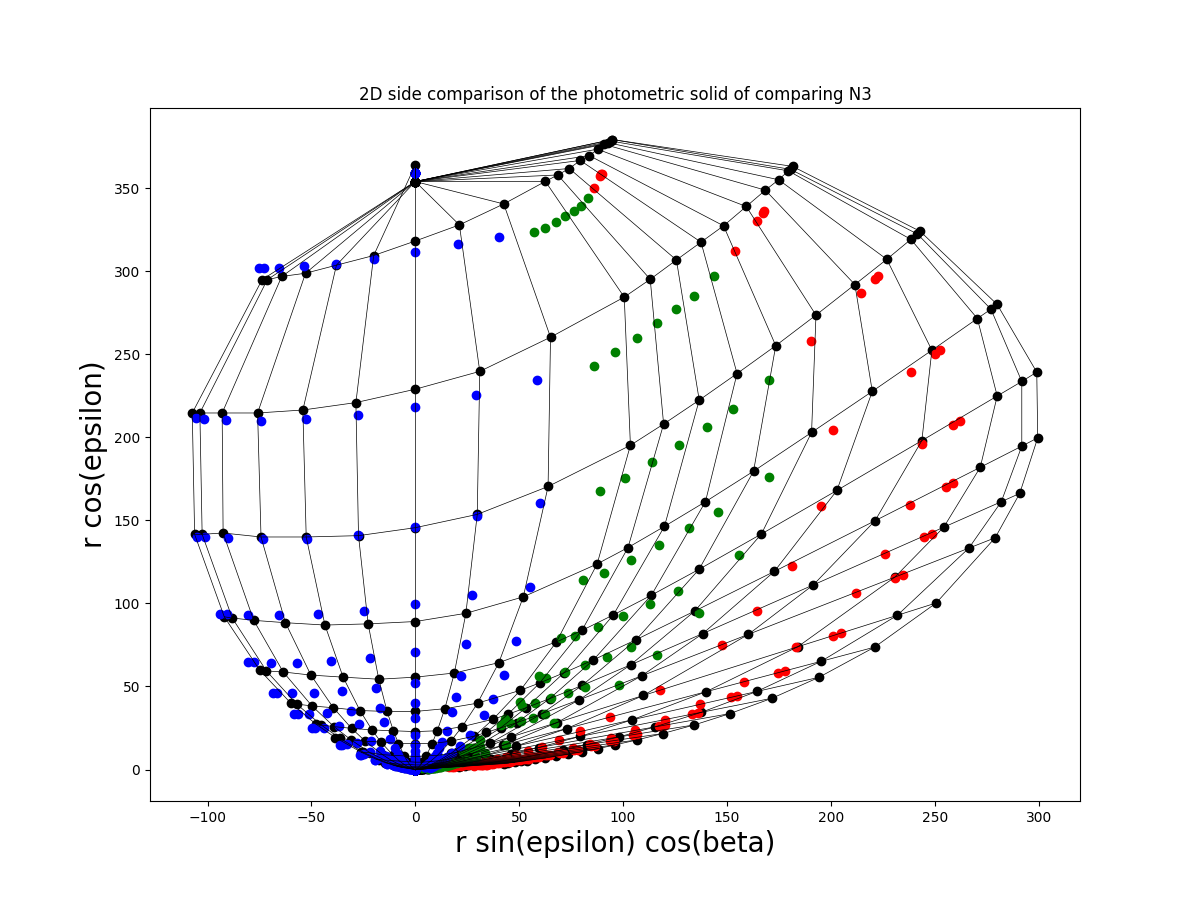 2D side comparison of the photometric solid of comparing N3
350
300
250
200
150
100
50
0
r cos(epsilon)
−100 −50 0 50 100 150 200 250 300
r sin(epsilon) cos(beta)